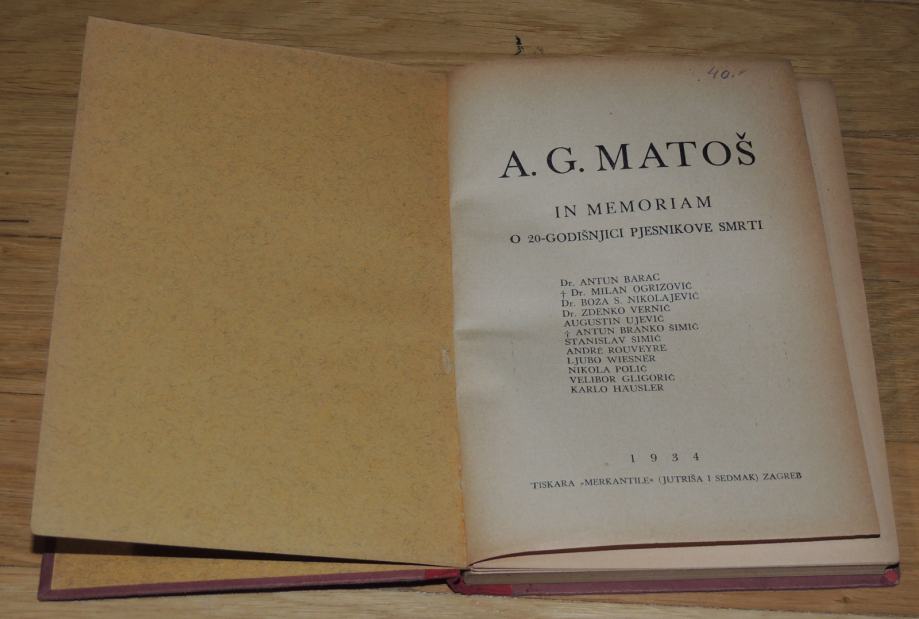 40.-
A. G. MATOŠ
IN MEMORIAM
O 20-GODIŠNJICI PJESNIKOVE SMRTI
Dr. ANTUN BARAC
† Dr. MILAN OGRIZOVIĆ
Dr. BOŽA S. NIKOLAJEVIĆ
Dr. ZDENKO VERNIĆ
AUGUSTIN UJEVIĆ
† ANTUN BRANKO ŠIMIĆ
STANISLAV ŠIMIĆ
ANDRÉ ROUVEYRE
LJUBO WIESNER
NIKOLA POLIĆ
VELIBOR GLIGORIĆ
KARLO HÄUSLER
1934
TISKARA »MERKANTILE« (JUTRIŠA I SEDMAK) ZAGREB